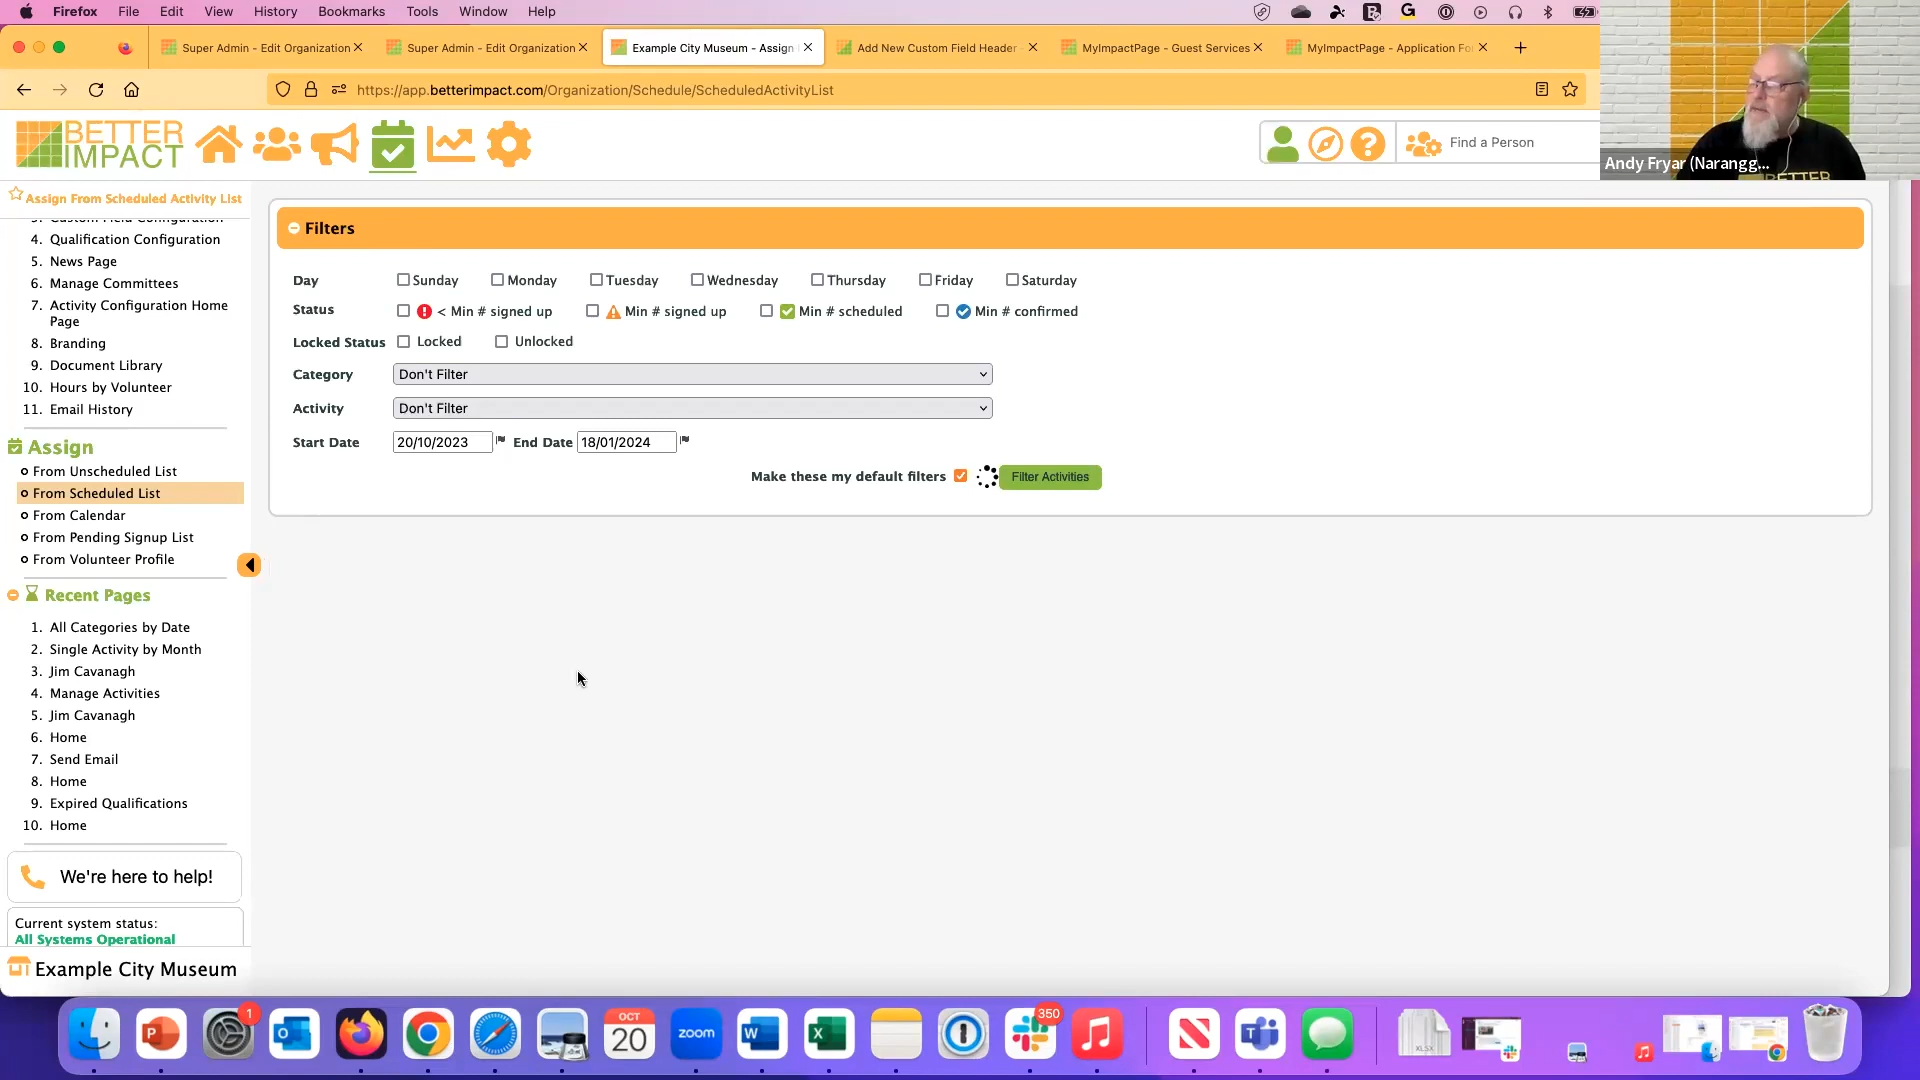 Firefox File Edit View History Bookmarks Tools Window Help
Super Admin - Edit Organization
Super Admin - Edit Organization
Example City Museum - Assign
Add New Custom Field Header
MyImpactPage - Guest Services
MyImpactPage - Application Fo
https://app.betterimpact.com/Organization/Schedule/ScheduledActivityList
BETTER
IMPACT
Find a Person
Andy Fryar (Narangg...
BETTER
Assign From Scheduled Activity List
3. Custom Field Configuration
4. Qualification Configuration
5. News Page
6. Manage Committees
7. Activity Configuration Home
Page
8. Branding
9. Document Library
10. Hours by Volunteer
11. Email History
Assign
From Unscheduled List
From Scheduled List
From Calendar
From Pending Signup List
From Volunteer Profile
Recent Pages
1. All Categories by Date
2. Single Activity by Month
3. Jim Cavanagh
4. Manage Activities
5. Jim Cavanagh
6. Home
7. Send Email
8. Home
9. Expired Qualifications
10. Home
We're here to help!
Current system status:
All Systems Operational
Example City Museum
Filters
Day Sunday Monday Tuesday Wednesday Thursday Friday Saturday
Status < Min # signed up Min # signed up Min # scheduled Min # confirmed
Locked Status Locked Unlocked
Category Don't Filter
Activity Don't Filter
Start Date 20/10/2023 End Date 18/01/2024
Make these my default filters Filter Activities
1
OCT
20
zoom
350
XLSX